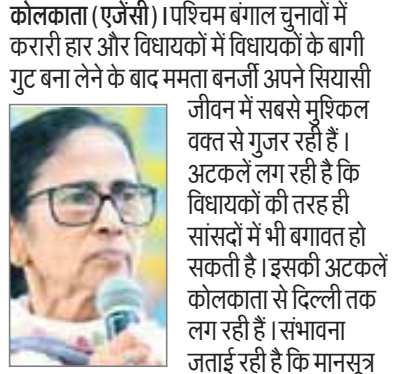 कोलकाता (एजेंसी)। पश्चिम बंगाल चुनावों में
करारी हार और विधायकों में विधायकों के बागी
गुट बना लेने के बाद ममता बनर्जी अपने सियासी
जीवन में सबसे मुश्किल
वक्त से गुजर रही हैं।
अटकलें लग रही है कि
विधायकों की तरह ही
सांसदों में भी बगावत हो
सकती है। इसकी अटकलें
कोलकाता से दिल्ली तक
लग रही हैं। संभावना
जताई रही है कि मानसूत्र